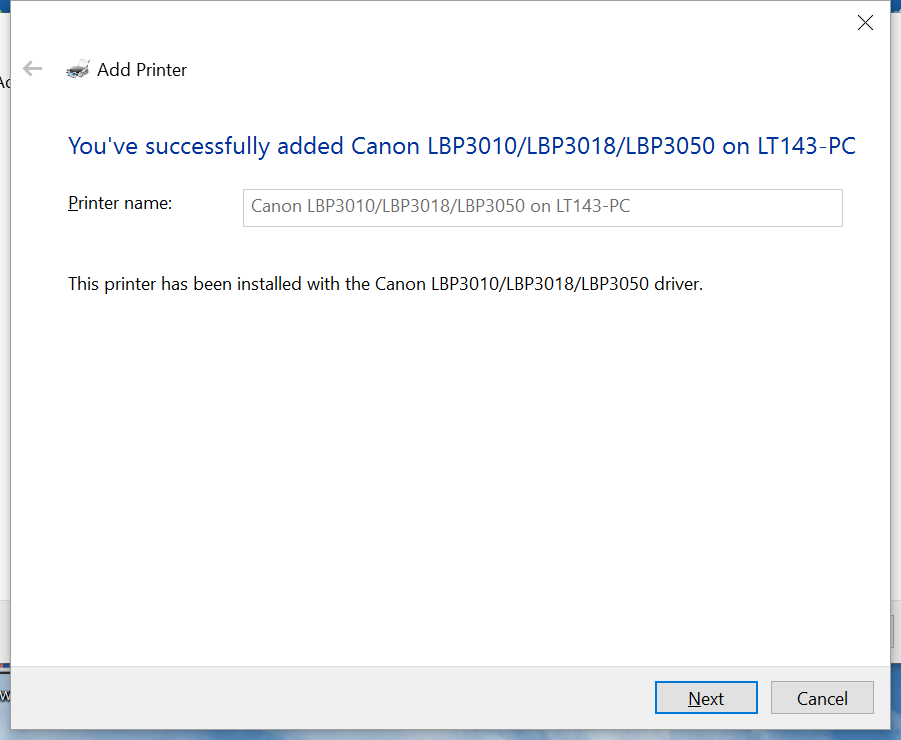 Add Printer
You've successfully added Canon LBP3010/LBP3018/LBP3050 on LT143-PC
Printer name:
Canon LBP3010/LBP3018/LBP3050 on LT143-PC
This printer has been installed with the Canon LBP3010/LBP3018/LBP3050 driver.
Next
Cancel